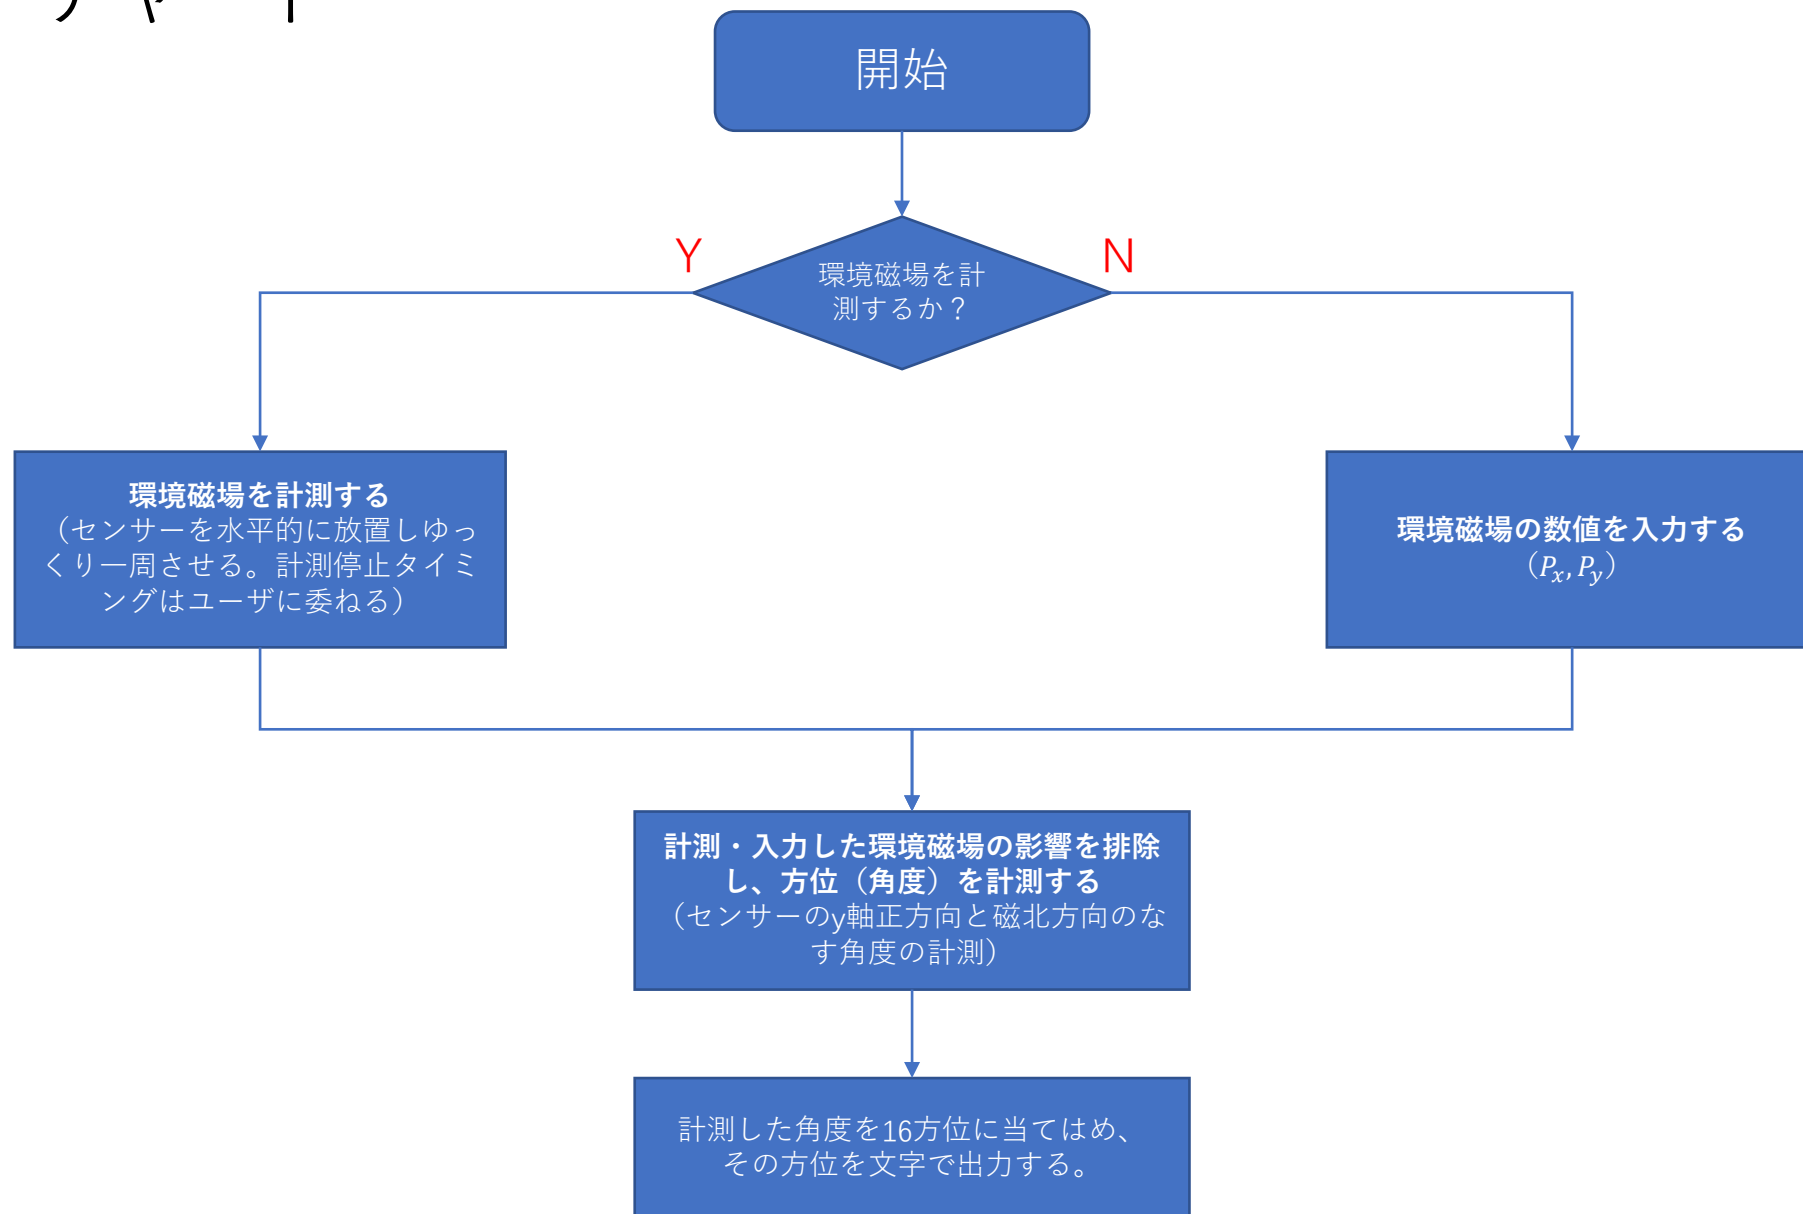 開始
Y
N
環境磁場を計
測するか？
環境磁場を計測する
（センサーを水平的に放置しゆっ
くり一周させる。計測停止タイミ
ングはユーザに委ねる）
環境磁場の数値を入力する
（Px, Py）
計測・入力した環境磁場の影響を排除
し、方位（角度）を計測する
（センサーのy軸正方向と磁北方向のな
す角度の計測）
計測した角度を16方位に当てはめ、
その方位を文字で出力する。